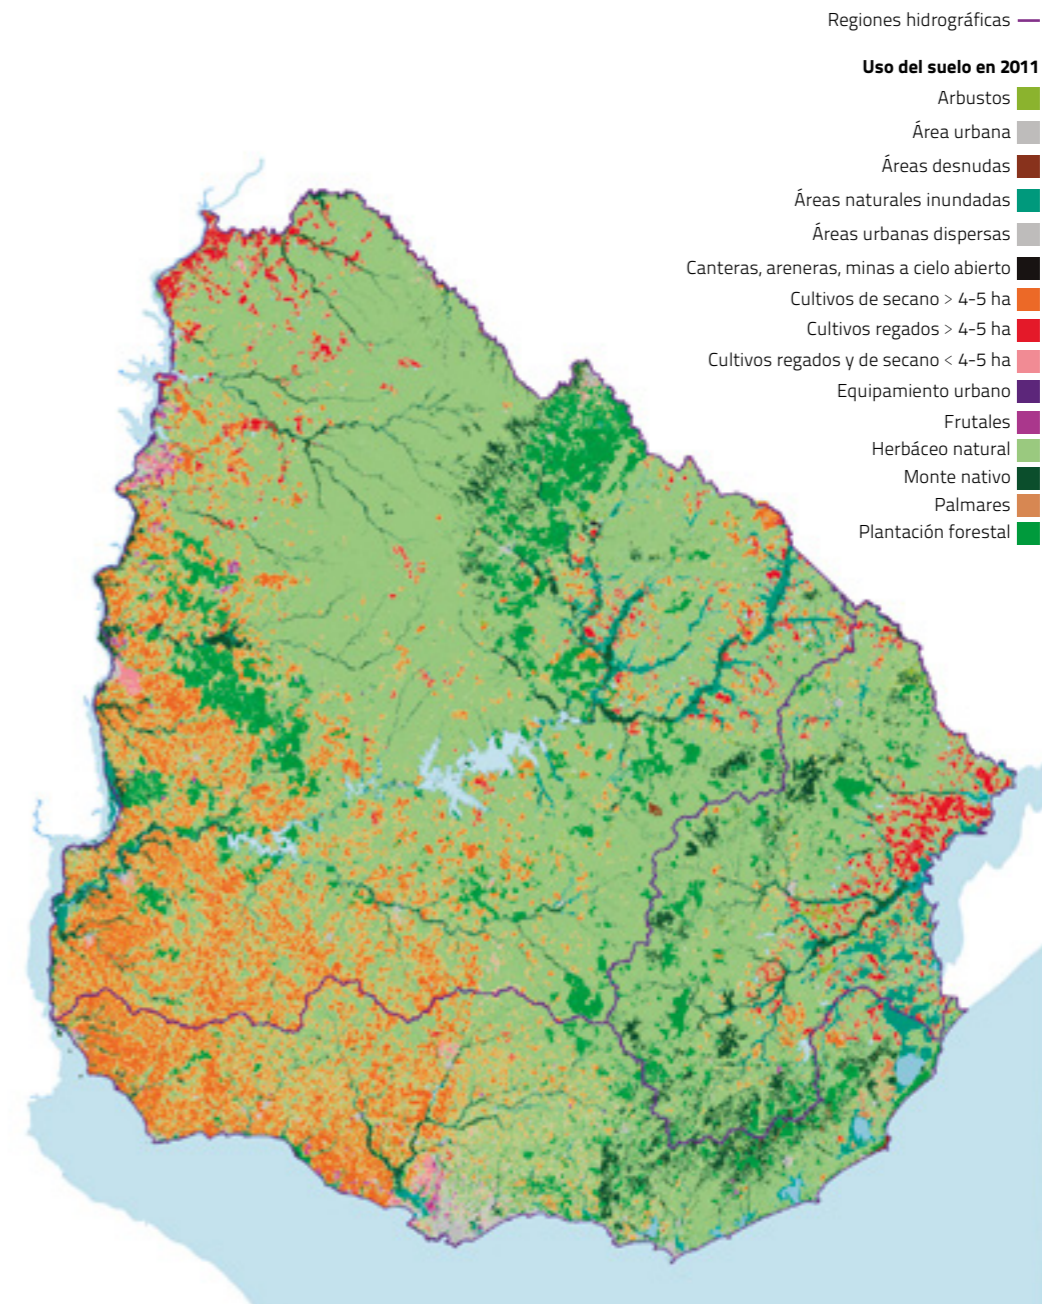 Regiones hidrográficas
Uso del suelo en 2011
Arbustos
Área urbana
Áreas desnudas
Áreas naturales inundadas
Áreas urbanas dispersas
Canteras, areneras, minas a cielo abierto
Cultivos de secano > 4-5 ha
Cultivos regados > 4-5 ha
Cultivos regados y de secano < 4-5 ha
Equipamiento urbano
Frutales
Herbáceo natural
Monte nativo
Palmares
Plantación forestal